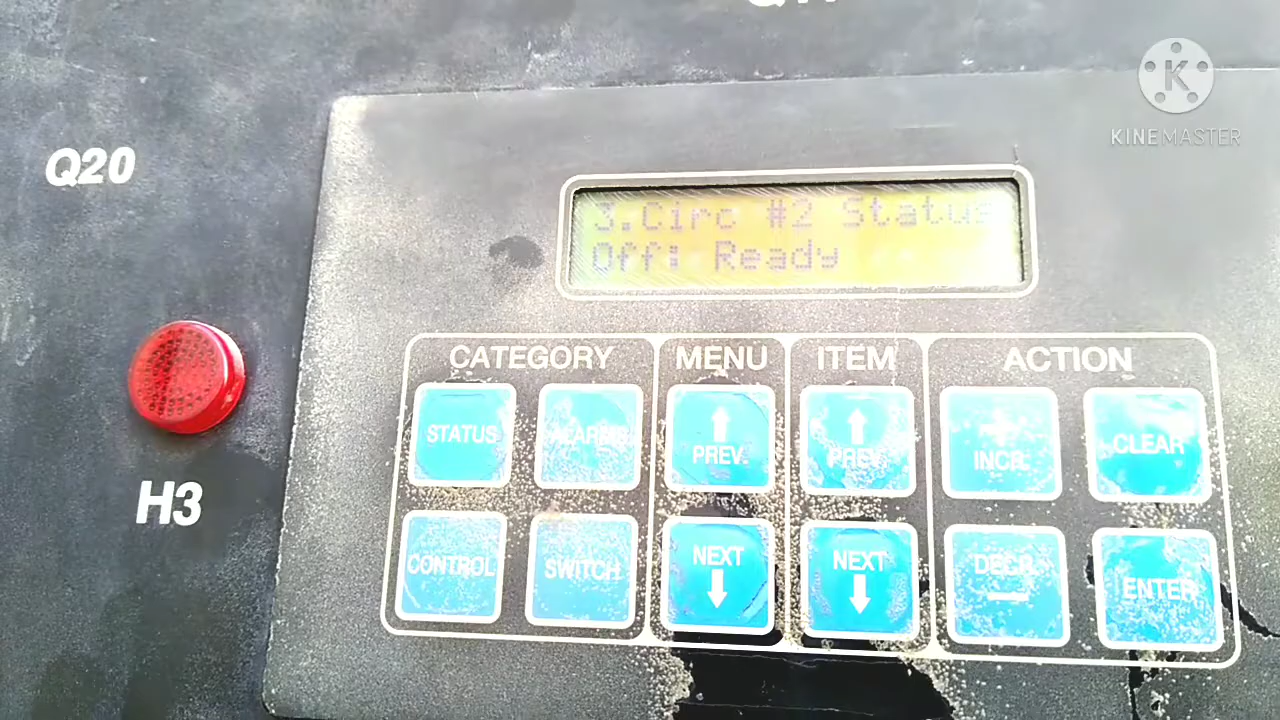 K
KINEMASTER
Q20
3.Circ #2 Status
Off: Ready
CATEGORY MENU ITEM ACTION
STATUS ALARMS PREV. PREV. INCR. CLEAR
CONTROL SWITCH NEXT NEXT DECR. ENTER
H3